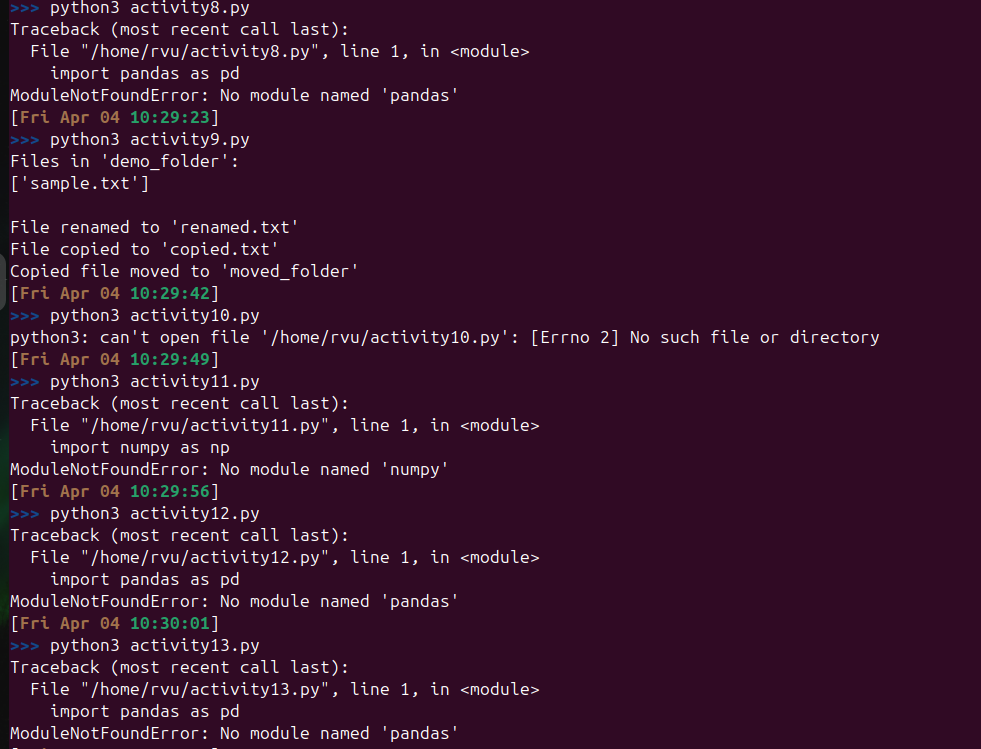 >>> python3 activity8.py
Traceback (most recent call last):
  File "/home/rvu/activity8.py", line 1, in <module>
    import pandas as pd
ModuleNotFoundError: No module named 'pandas'
[Fri Apr 04 10:29:23]
>>> python3 activity9.py
Files in 'demo_folder':
['sample.txt']

File renamed to 'renamed.txt'
File copied to 'copied.txt'
Copied file moved to 'moved_folder'
[Fri Apr 04 10:29:42]
>>> python3 activity10.py
python3: can't open file '/home/rvu/activity10.py': [Errno 2] No such file or directory
[Fri Apr 04 10:29:49]
>>> python3 activity11.py
Traceback (most recent call last):
  File "/home/rvu/activity11.py", line 1, in <module>
    import numpy as np
ModuleNotFoundError: No module named 'numpy'
[Fri Apr 04 10:29:56]
>>> python3 activity12.py
Traceback (most recent call last):
  File "/home/rvu/activity12.py", line 1, in <module>
    import pandas as pd
ModuleNotFoundError: No module named 'pandas'
[Fri Apr 04 10:30:01]
>>> python3 activity13.py
Traceback (most recent call last):
  File "/home/rvu/activity13.py", line 1, in <module>
    import pandas as pd
ModuleNotFoundError: No module named 'pandas'